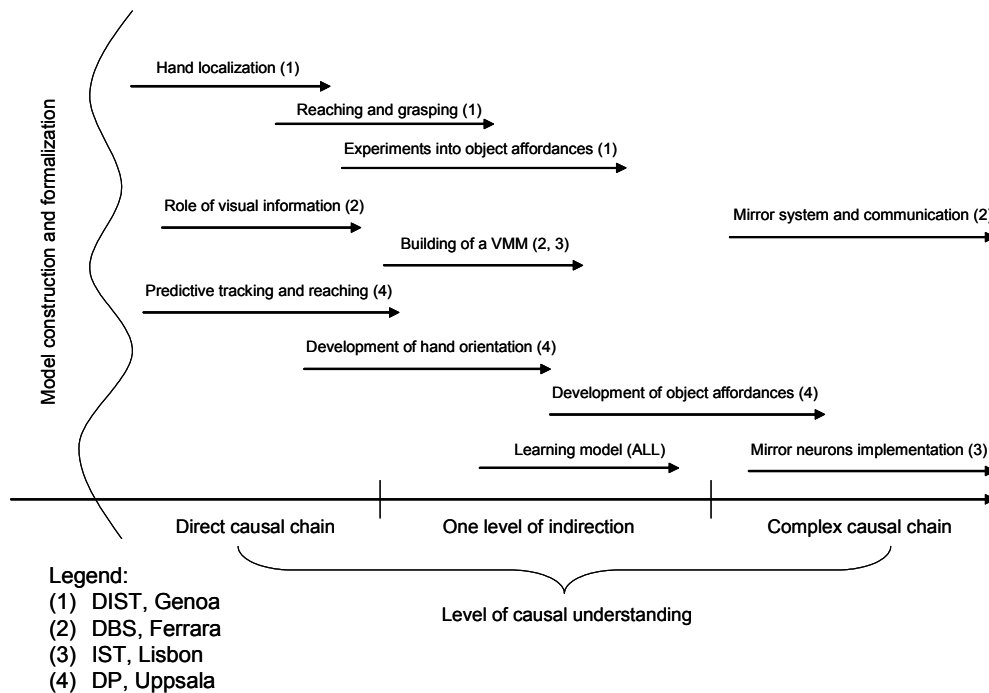 Model construction and formalization
Hand localization (1)
Reaching and grasping (1)
Experiments into object affordances (1)
Role of visual information (2)
Mirror system and communication (2)
Building of a VMM (2, 3)
Predictive tracking and reaching (4)
Development of hand orientation (4)
Development of object affordances (4)
Learning model (ALL)
Mirror neurons implementation (3)
Direct causal chain
One level of indirection
Complex causal chain
Level of causal understanding
Legend:
(1) DIST, Genoa
(2) DBS, Ferrara
(3) IST, Lisbon
(4) DP, Uppsala